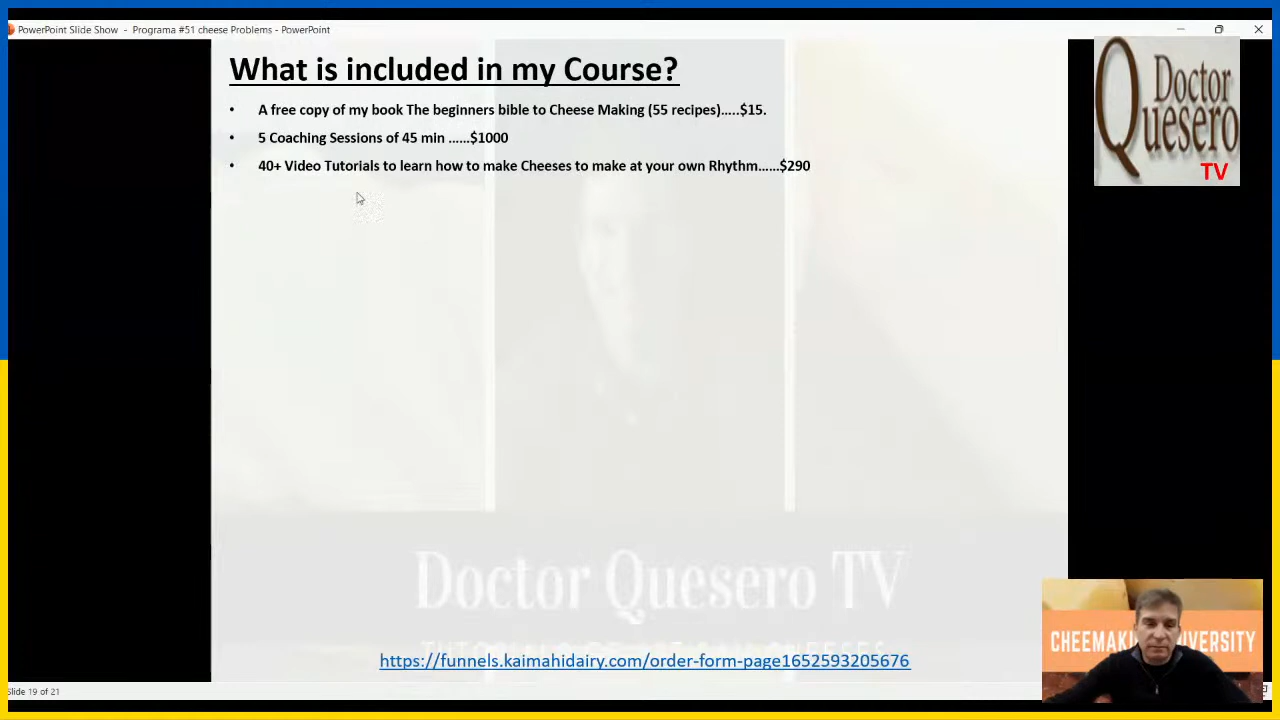 PowerPoint Slide Show - Programa #51 cheese Problems - PowerPoint
What is included in my Course?
• A free copy of my book The beginners bible to Cheese Making (55 recipes).....$15.
• 5 Coaching Sessions of 45 min ......$1000
• 40+ Video Tutorials to learn how to make Cheeses to make at your own Rhythm......$290
Doctor
Quesero
TV
Doctor Quesero TV
https://funnels.kaimahidairy.com/order-form-page1652593205676
Slide 19 of 21